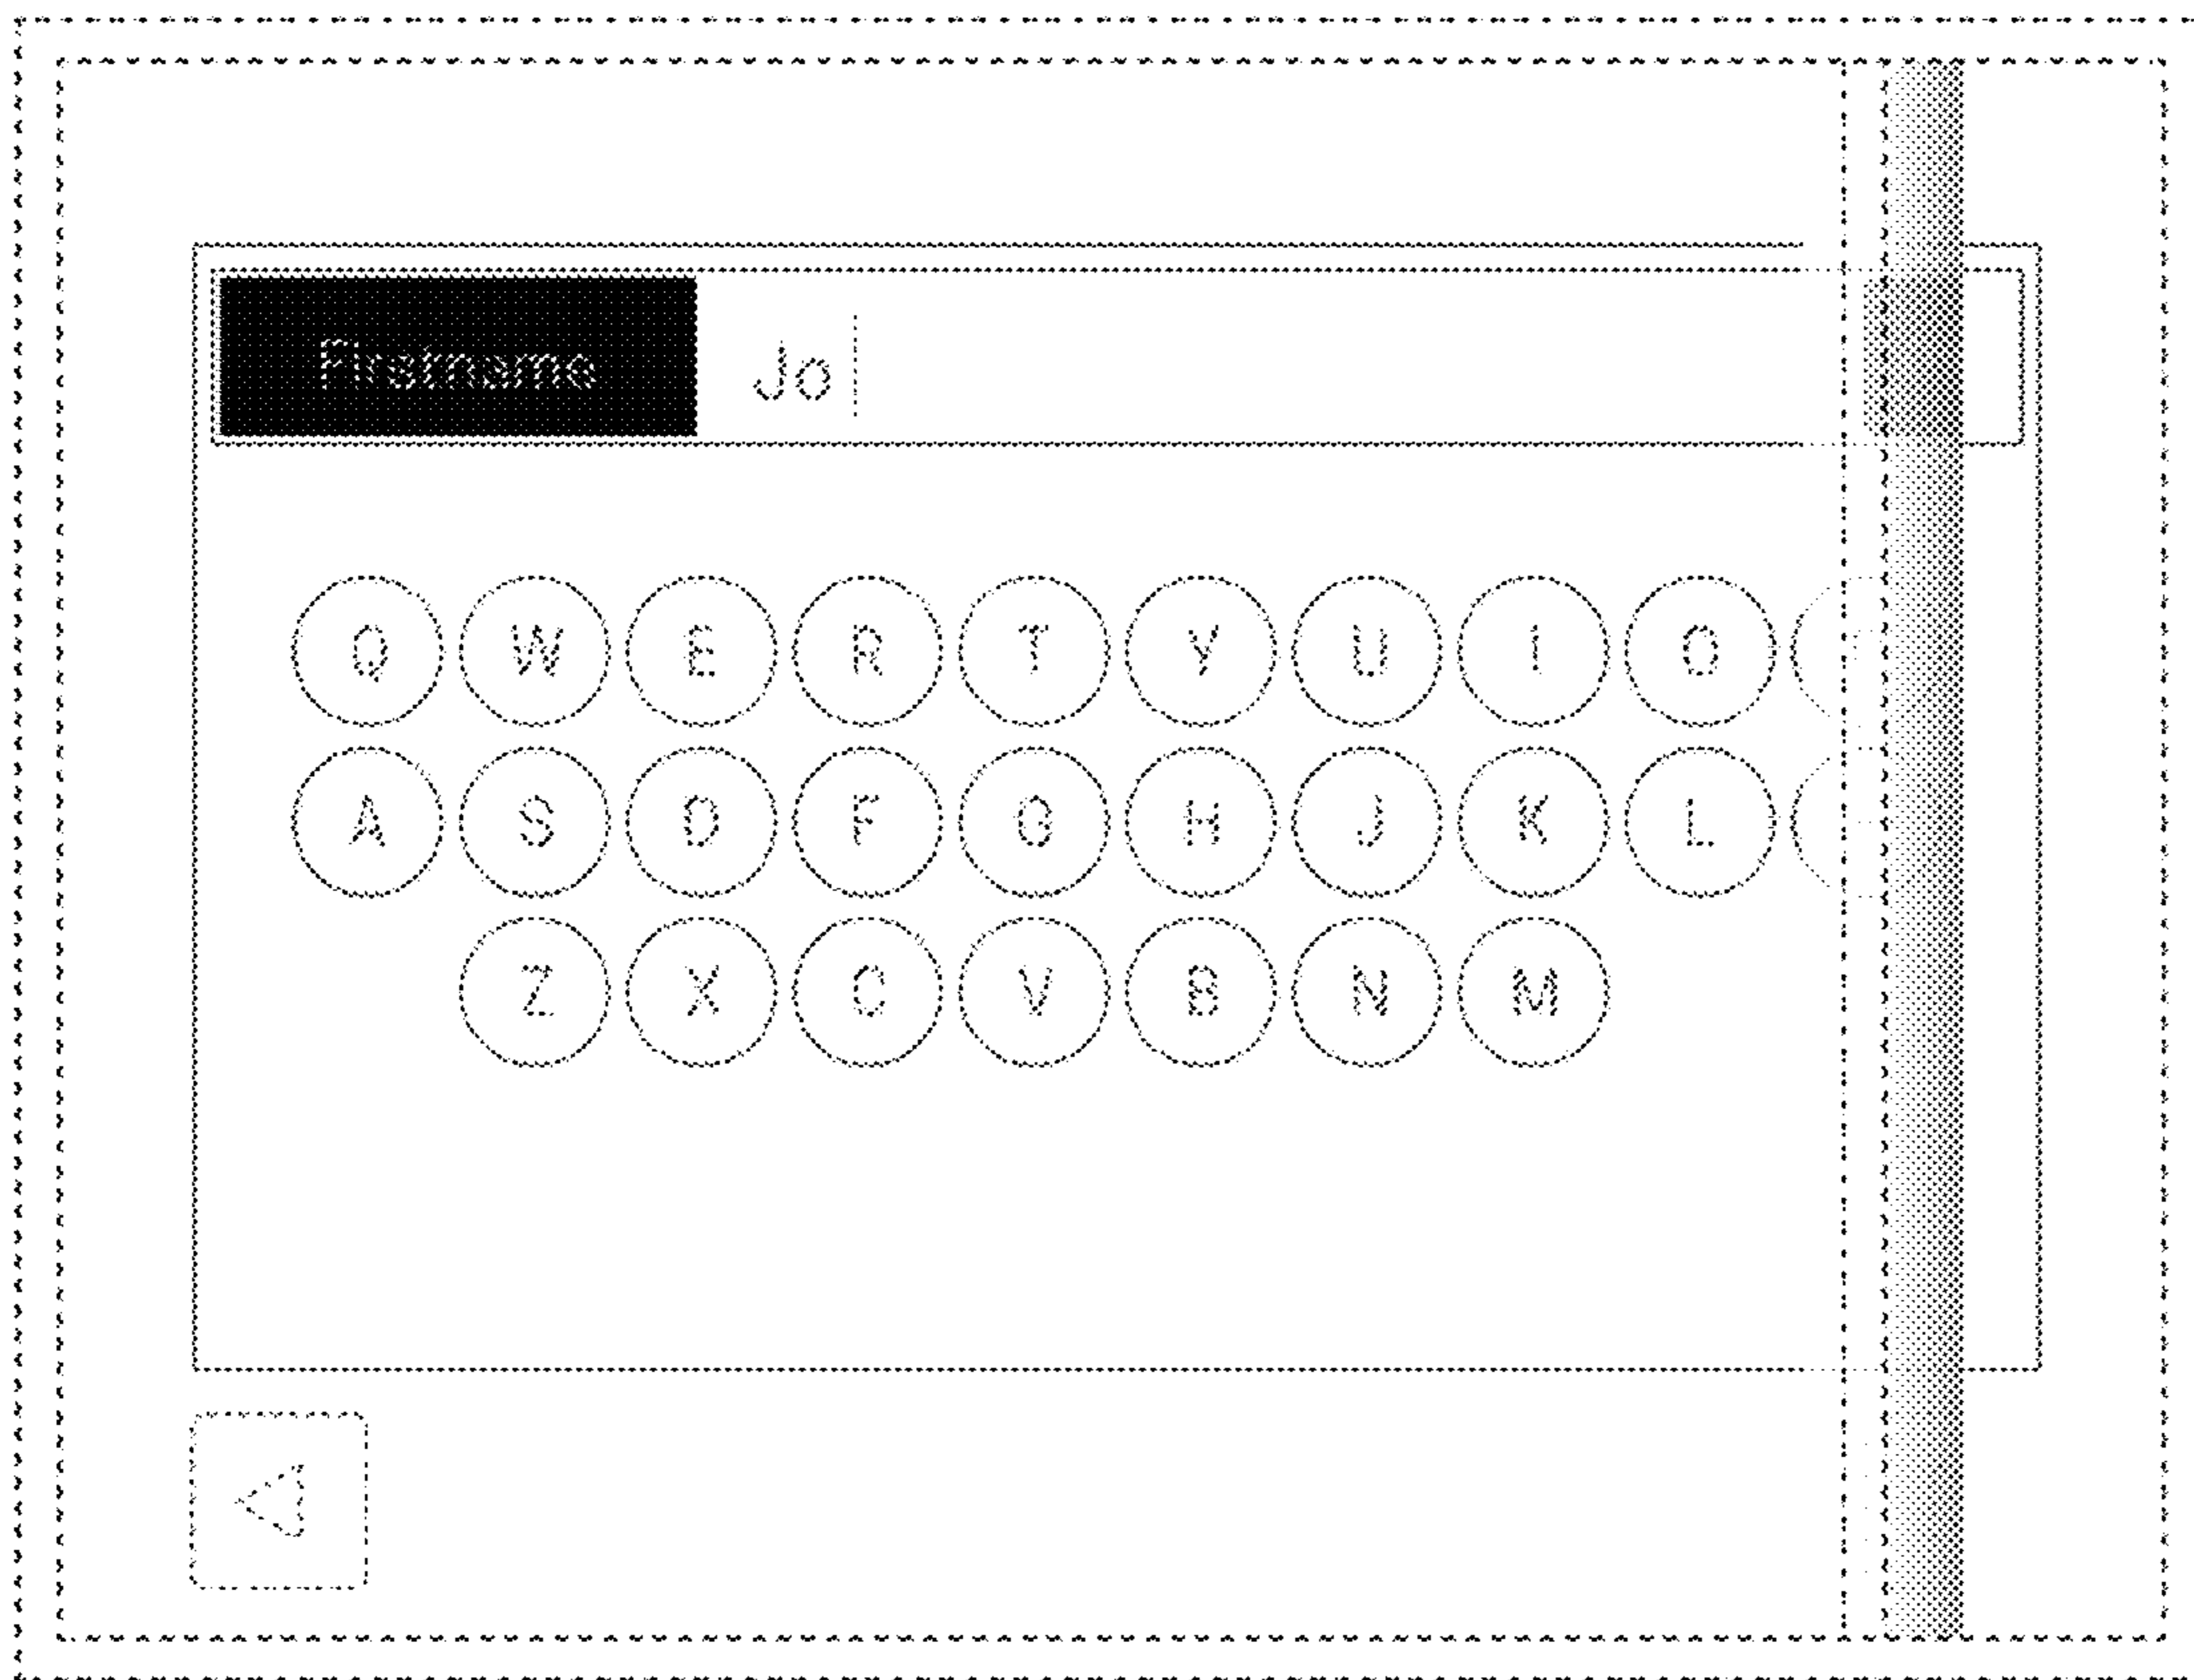 Firstname Jo
Q W E R T Y U I O
A S D F G H J K L
Z X C V B N M